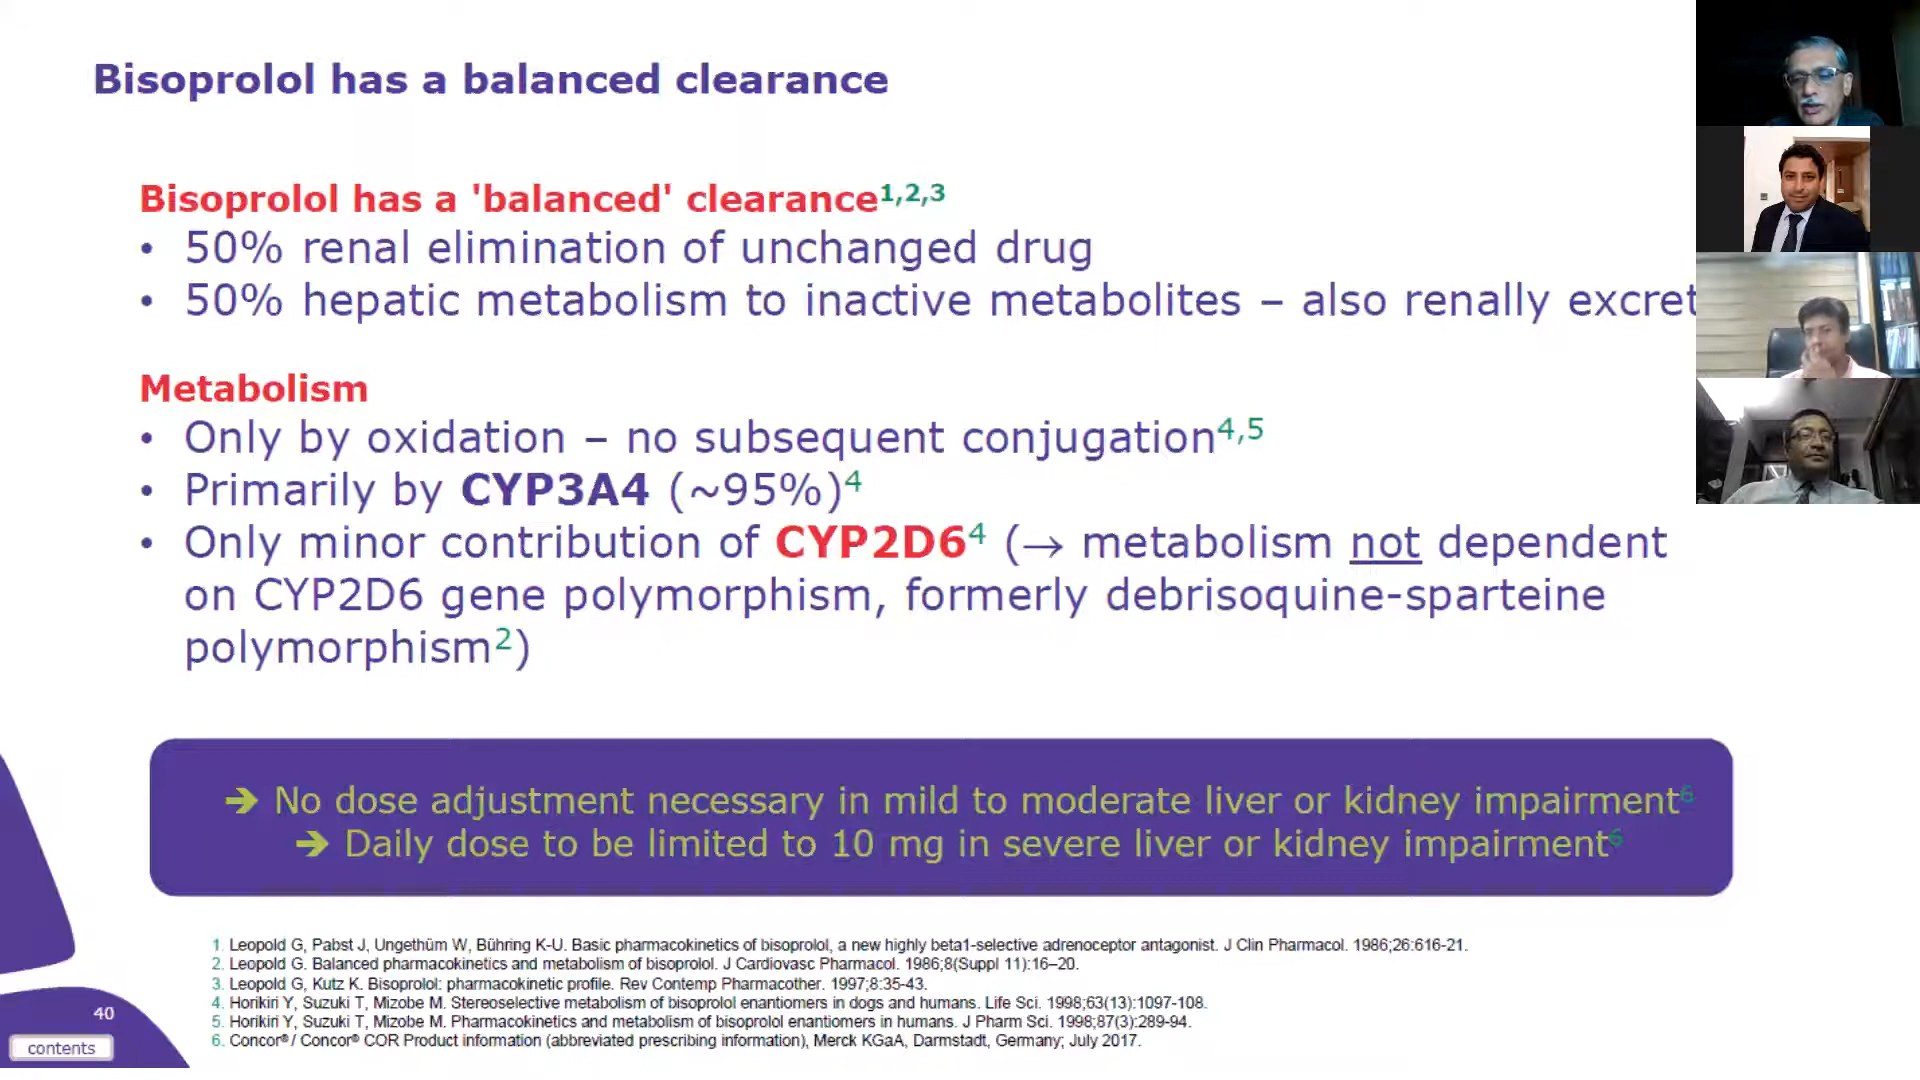 Bisoprolol has a balanced clearance
Bisoprolol has a 'balanced' clearance1,2,3
• 50% renal elimination of unchanged drug
• 50% hepatic metabolism to inactive metabolites – also renally excret
Metabolism
• Only by oxidation – no subsequent conjugation4,5
• Primarily by CYP3A4 (~95%)4
• Only minor contribution of CYP2D64 (→ metabolism not dependent
on CYP2D6 gene polymorphism, formerly debrisoquine-sparteine
polymorphism2)
➔ No dose adjustment necessary in mild to moderate liver or kidney impairment6
➔ Daily dose to be limited to 10 mg in severe liver or kidney impairment6
1. Leopold G, Pabst J, Ungethüm W, Bühring K-U. Basic pharmacokinetics of bisoprolol, a new highly beta1-selective adrenoceptor antagonist. J Clin Pharmacol. 1986;26:616-21.
2. Leopold G. Balanced pharmacokinetics and metabolism of bisoprolol. J Cardiovasc Pharmacol. 1986;8(Suppl 11):16–20.
3. Leopold G, Kutz K. Bisoprolol: pharmacokinetic profile. Rev Contemp Pharmacother. 1997;8:35-43.
4. Horikiri Y, Suzuki T, Mizobe M. Stereoselective metabolism of bisoprolol enantiomers in dogs and humans. Life Sci. 1998;63(13):1097-108.
5. Horikiri Y, Suzuki T, Mizobe M. Pharmacokinetics and metabolism of bisoprolol enantiomers in humans. J Pharm Sci. 1998;87(3):289-94.
6. Concor® / Concor® COR Product information (abbreviated prescribing information), Merck KGaA, Darmstadt, Germany; July 2017.
40
contents